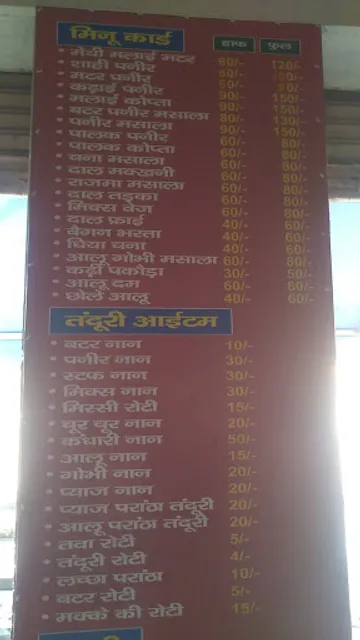 मिनू कार्ड हाफ फुल
• मेथी मलाई मटर 80/- 120/-
• शाही पनीर 60/-
• मटर पनीर
• कढ़ाई पनीर 90/- 150/-
• मलाई कोप्ता 90/- 150/-
• बटर पनीर मसाला 80/- 130/-
• पनीर मसाला 90/- 150/-
• पालक पनीर 60/- 80/-
• पालक कोप्ता 60/- 80/-
• चना मसाला 60/- 80/-
• दाल मक्खनी 60/- 80/-
• राजमा मसाला 60/- 80/-
• दाल तड़का 60/- 80/-
• मिक्स वेज 60/- 80/-
• दाल फ्राई 40/- 60/-
• बैंगन भरता 40/- 60/-
• घिया चना 40/- 60/-
• आलू गोभी मसाला 60/- 80/-
• कढ़ी पकोड़ा 30/- 50/-
• आलू दम 60/- 80/-
• छोले आलू 40/- 60/-
तंदूरी आईटम
• बटर नान 10/-
• पनीर नान 30/-
• स्टफ नान 30/-
• मिक्स नान 30/-
• मिस्सी रोटी 15/-
• चूर चूर नान 20/-
• कंधारी नान 50/-
• आलू नान 15/-
• गोभी नान 20/-
• प्याज नान 20/-
• प्याज परांठा तंदूरी 20/-
• आलू परांठा तंदूरी 20/-
• तवा रोटी 5/-
• तंदूरी रोटी 4/-
• लच्छा परांठा 10/-
• बटर रोटी 5/-
• मक्के की रोटी 15/-